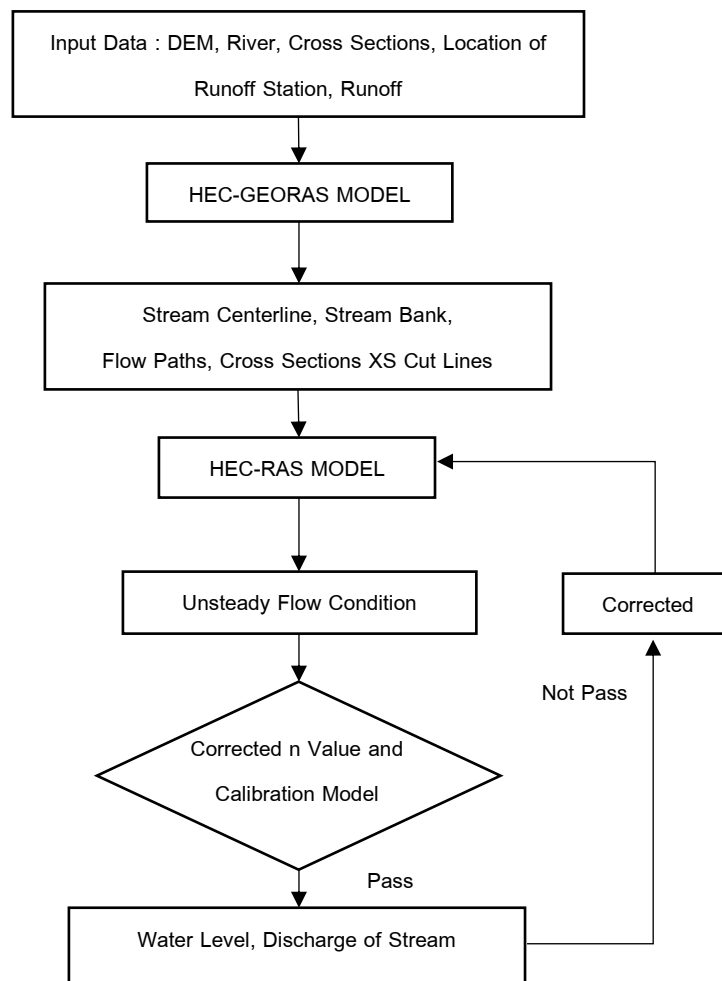 Input Data : DEM, River, Cross Sections, Location of
Runoff Station, Runoff
HEC-GEORAS MODEL
Stream Centerline, Stream Bank,
Flow Paths, Cross Sections XS Cut Lines
HEC-RAS MODEL
Unsteady Flow Condition
Corrected
Not Pass
Corrected n Value and
Calibration Model
Pass
Water Level, Discharge of Stream